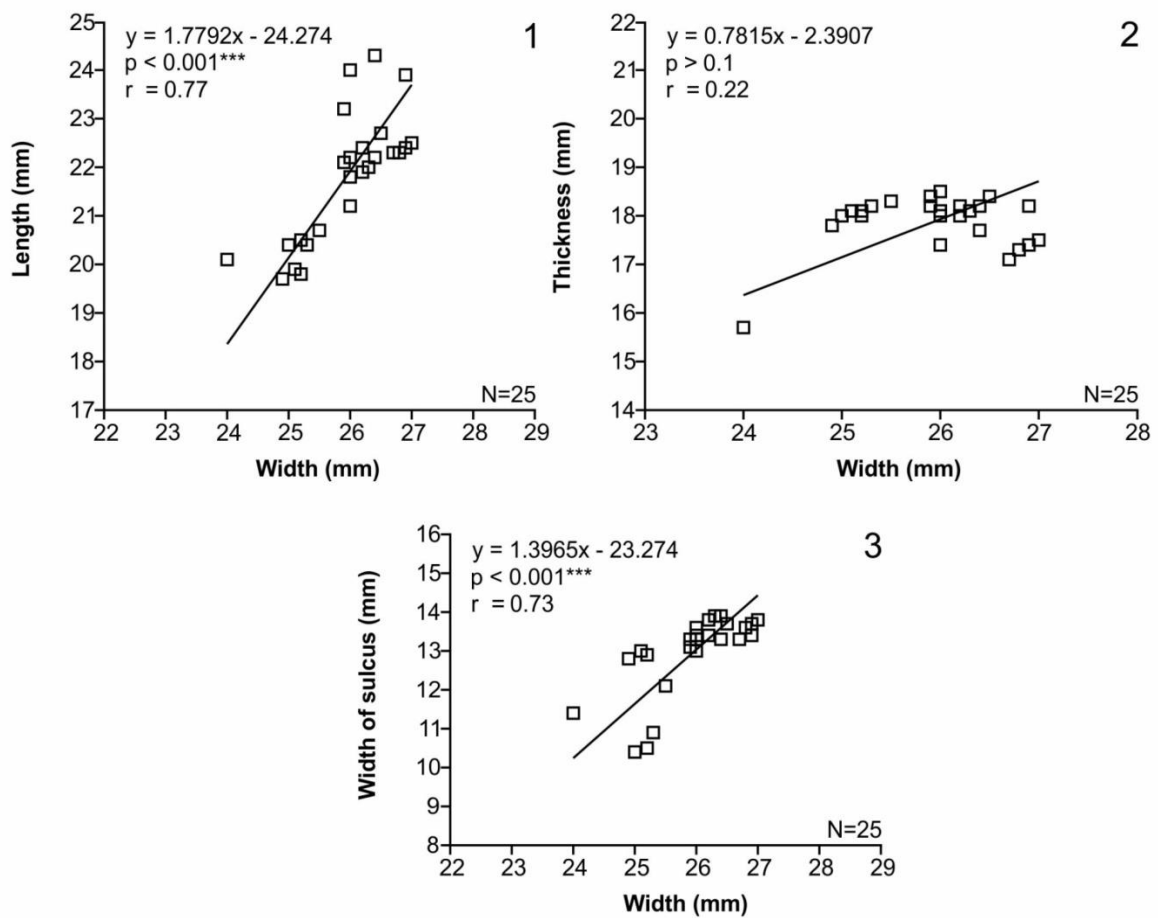 1
y = 1.7792x - 24.274
p < 0.001***
r = 0.77
25
24
23
22
21
20
19
18
17
Length (mm)
N=25
22 23 24 25 26 27 28 29
Width (mm)
2
y = 0.7815x - 2.3907
p > 0.1
r = 0.22
22
21
20
19
18
17
16
15
14
Thickness (mm)
N=25
23 24 25 26 27 28
Width (mm)
3
y = 1.3965x - 23.274
p < 0.001***
r = 0.73
16
15
14
13
12
11
10
9
8
Width of sulcus (mm)
N=25
22 23 24 25 26 27 28 29
Width (mm)